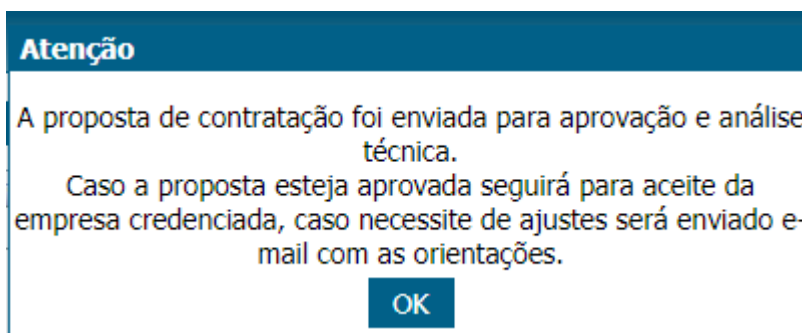 Atenção
A proposta de contratação foi enviada para aprovação e análise
técnica.
Caso a proposta esteja aprovada seguirá para aceite da
empresa credenciada, caso necessite de ajustes será enviado e-
mail com as orientações.
OK